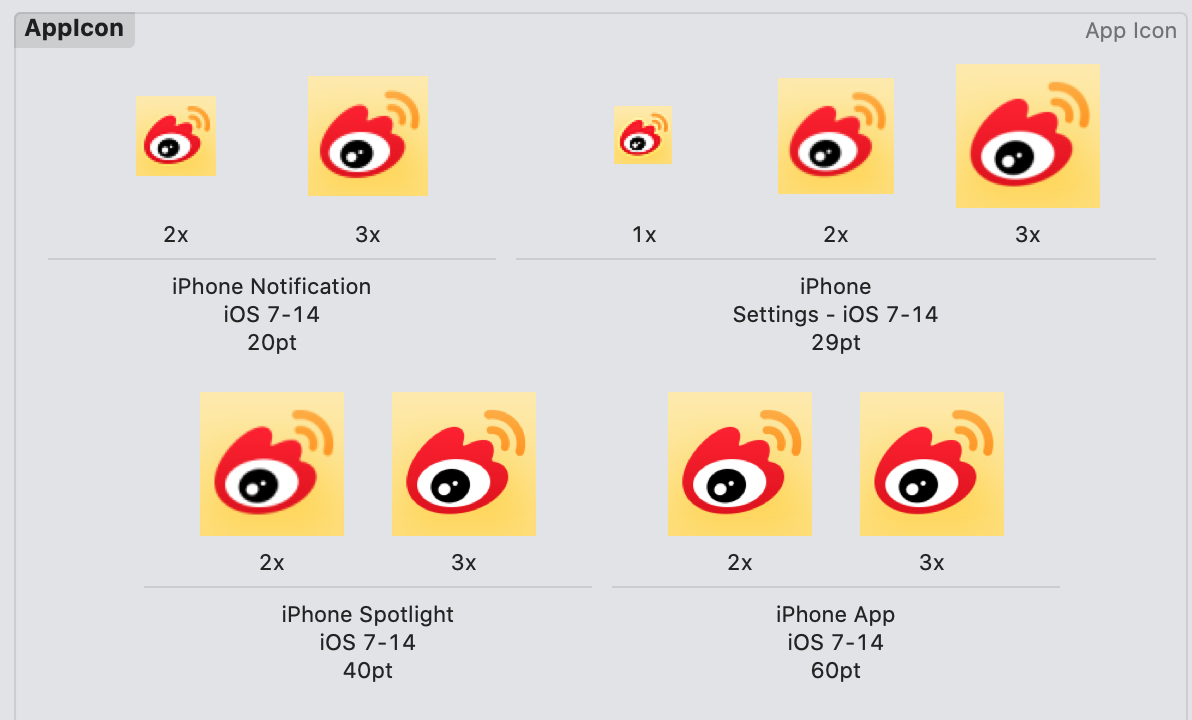 AppIcon
App Icon
2x
3x
1x
2x
3x
iPhone Notification
iOS 7-14
20pt
iPhone
Settings - iOS 7-14
29pt
2x
3x
2x
3x
iPhone Spotlight
iOS 7-14
40pt
iPhone App
iOS 7-14
60pt